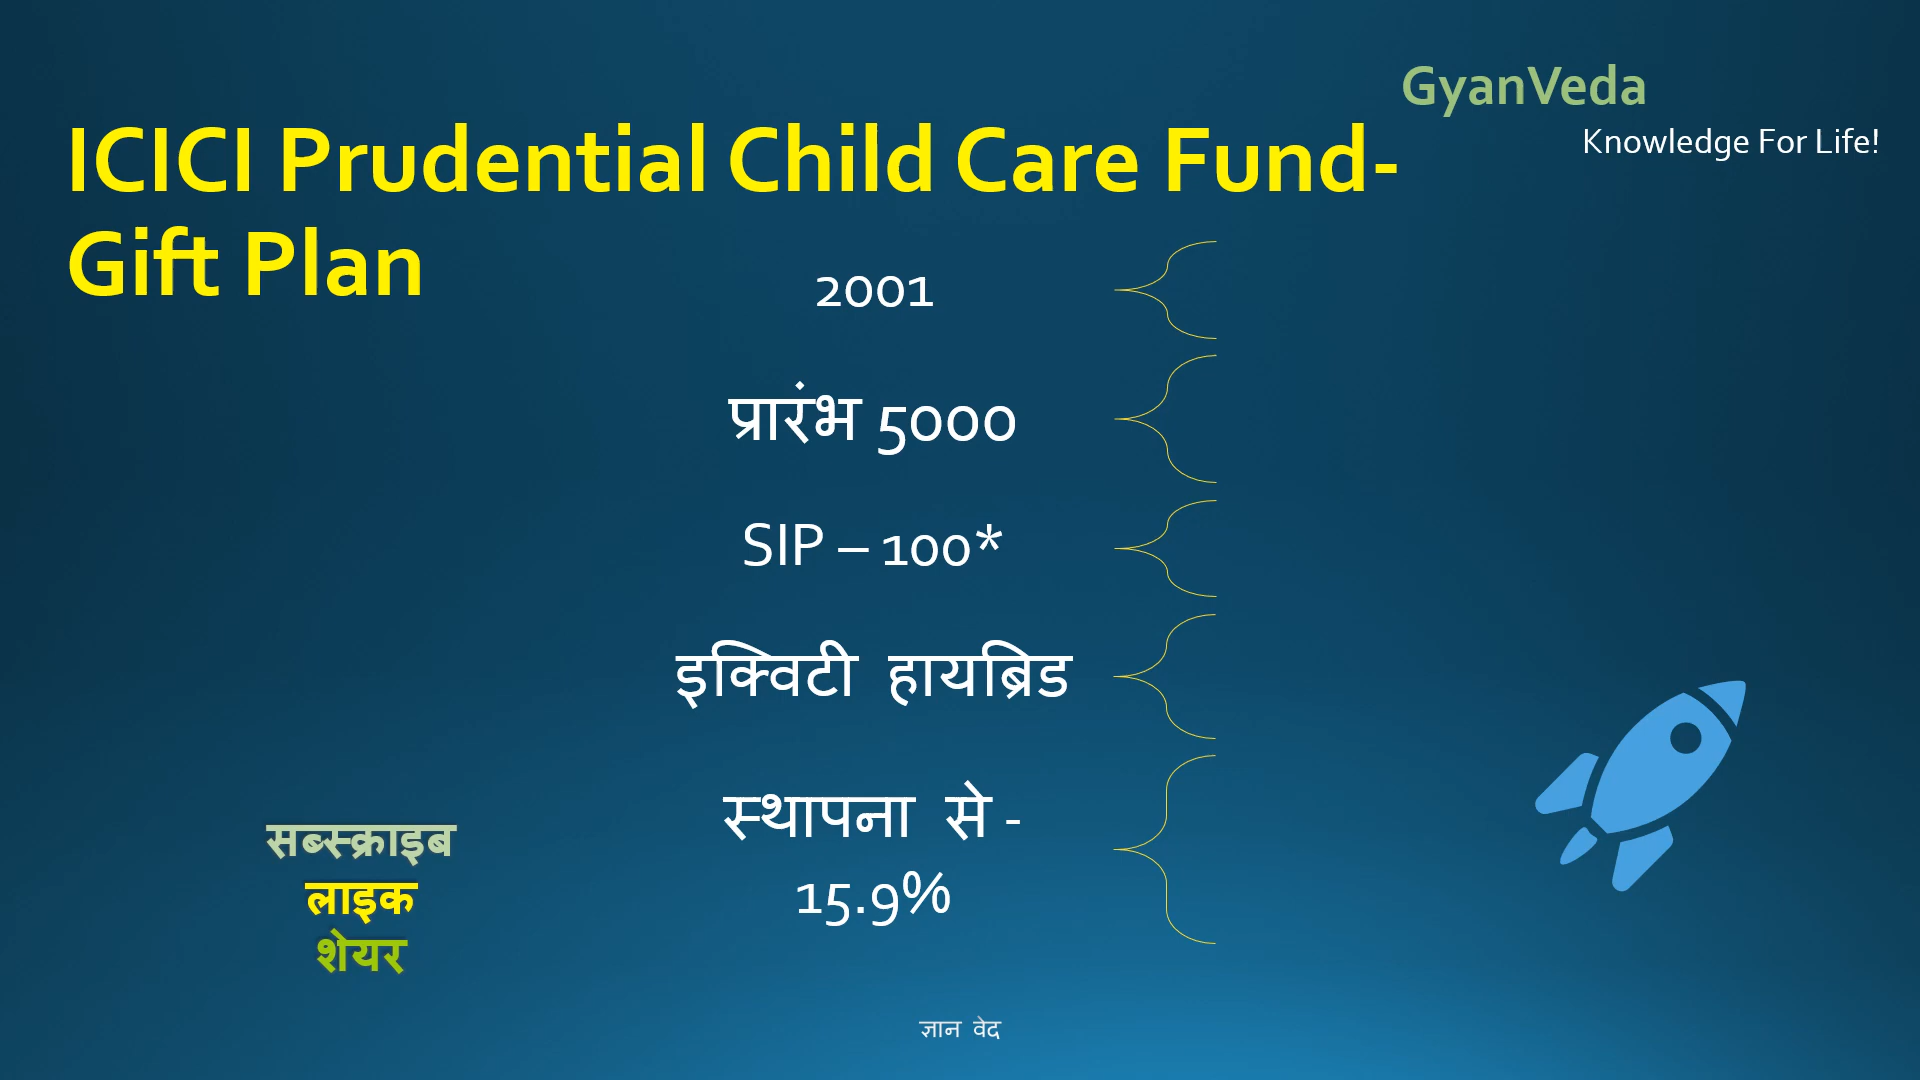 GyanVeda
Knowledge For Life!
ICICI Prudential Child Care Fund-
Gift Plan
2001
प्रारंभ 5000
SIP – 100*
इक्विटी हायब्रिड
स्थापना से -
15.9%
सब्स्क्राइब
लाइक
शेयर
ज्ञान वेद